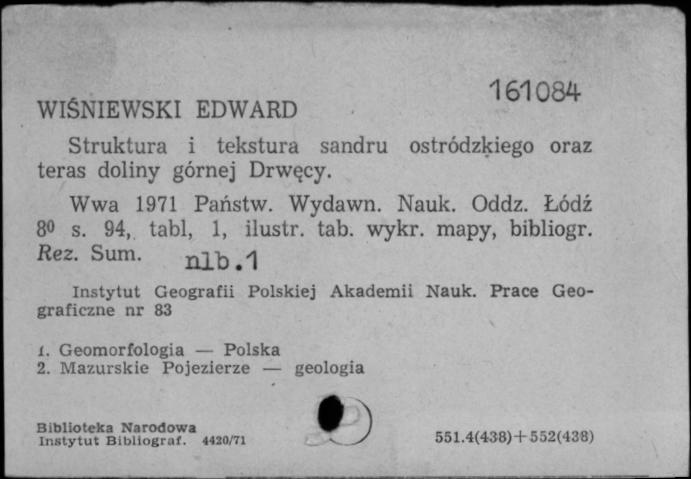 161084
WIŚNIEWSKI EDWARD
Struktura i tekstura sandru ostródzkiego oraz
teras doliny górnej Drwęcy.
Wwa 1971 Państw. Wydawn. Nauk. Oddz. Łódź
8⁰ s. 94, tabl, 1, ilustr. tab. wykr. mapy, bibliogr.
Rez. Sum. nlb.1
Instytut Geografii Polskiej Akademii Nauk. Prace Geo-
graficzne nr 83
1. Geomorfologia — Polska
2. Mazurskie Pojezierze — geologia
Biblioteka Narodowa
Instytut Bibliograf. 4420/71
551.4(438)+552(438)